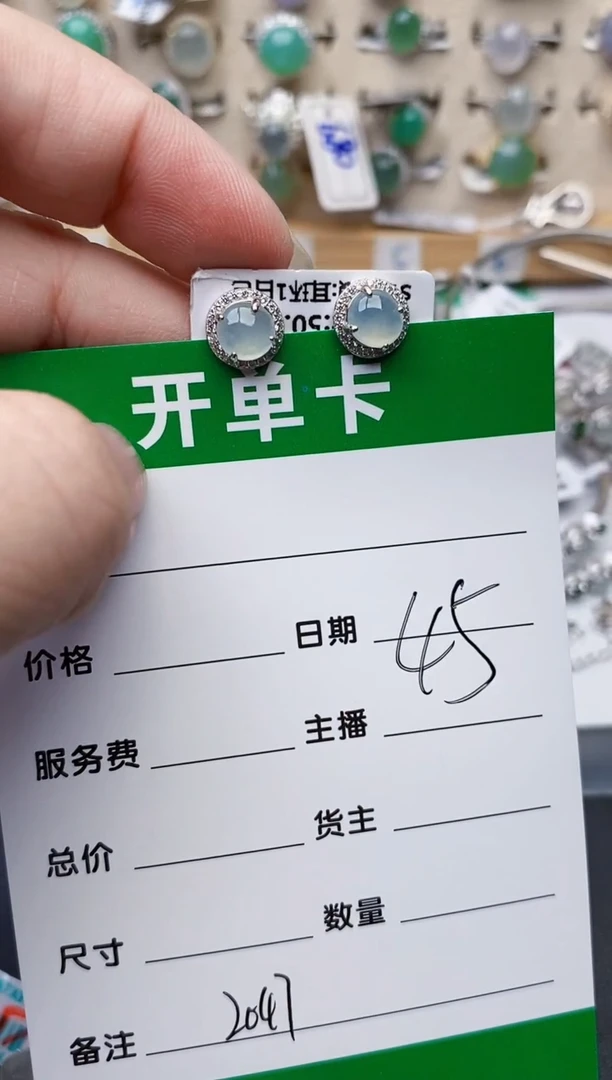 开单卡
价格 日期 45
服务费 主播
总价 货主
尺寸 数量
备注 2047